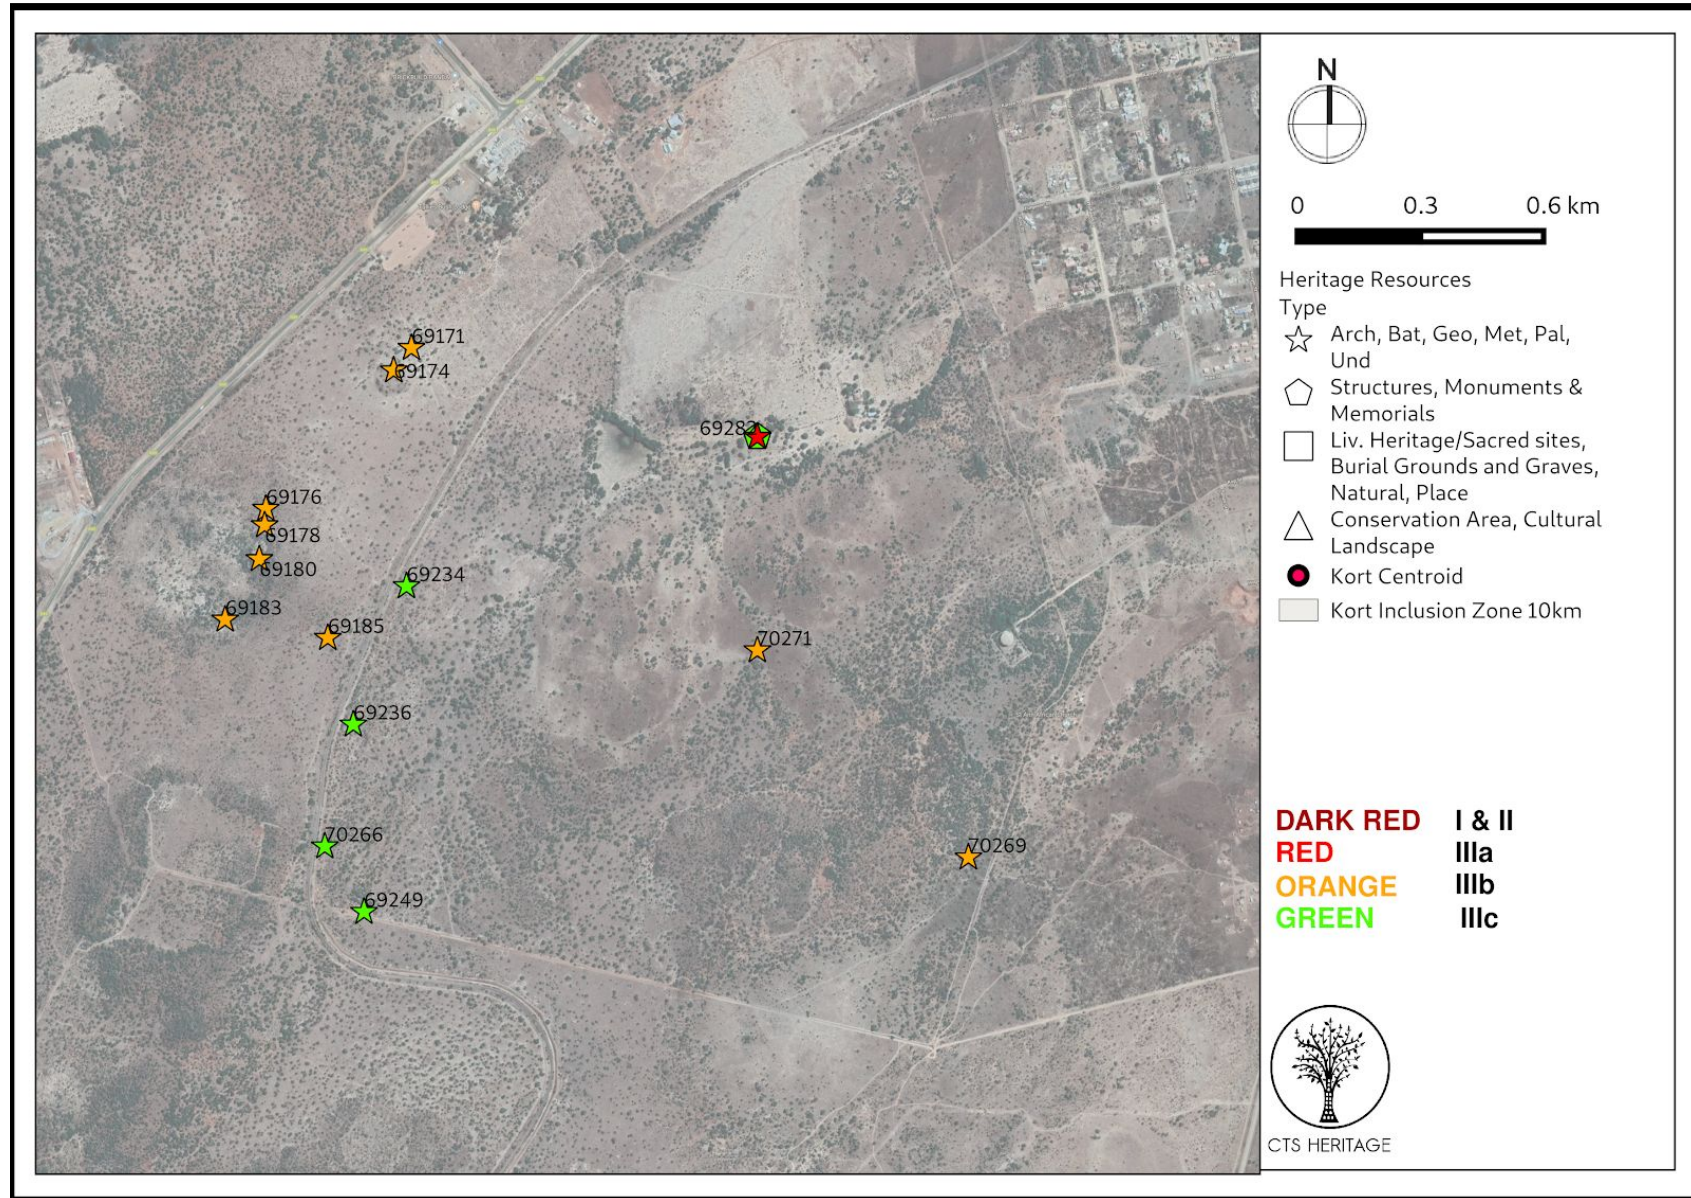 N
0 0.3 0.6 km
Heritage Resources
Type
Arch, Bat, Geo, Met, Pal,
Und
Structures, Monuments &
Memorials
Liv. Heritage/Sacred sites,
Burial Grounds and Graves,
Natural, Place
Conservation Area, Cultural
Landscape
Kort Centroid
Kort Inclusion Zone 10km
DARK RED I & II
RED IIIa
ORANGE IIIb
GREEN IIIc
CTS HERITAGE
69171
69174
69176
69178
69180
69183
69185
69234
69236
70266
69249
70271
70269